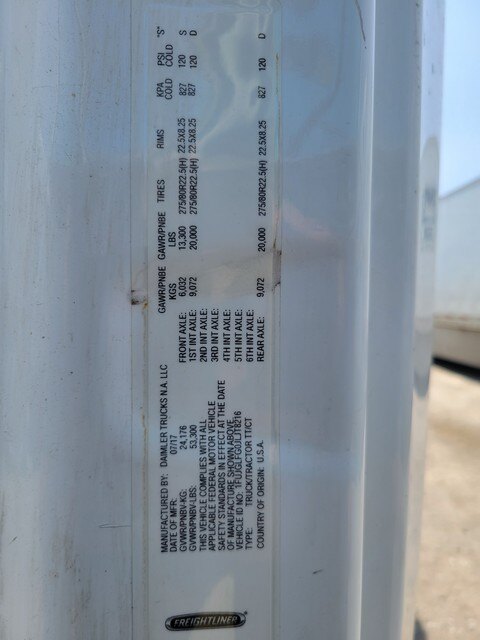 FREIGHTLINER
MANUFACTURED BY: DAIMLER TRUCKS N.A. LLC
DATE OF MFR: 07/17
GVWR/PNBV-KG: 24,176
GVWR/PNBV-LBS: 53,300
THIS VEHICLE COMPLIES WITH ALL
APPLICABLE FEDERAL MOTOR VEHICLE
SAFETY STANDARDS IN EFFECT AT THE DATE
OF MANUFACTURE SHOWN ABOVE.
VEHICLE ID NO.:
TYPE: TRUCK/TRACTOR TT/CT
COUNTRY OF ORIGIN: U.S.A.
GAWR/PNBE KGS GAWR/PNBE LBS TIRES RIMS KPA COLD PSI COLD "S"
FRONT AXLE: 6,032 13,300 275/80R22.5(H) 22.5X8.25 827 120 S
1ST INT AXLE: 9,072 20,000 275/80R22.5(H) 22.5X8.25 827 120 D
2ND INT AXLE:
3RD INT AXLE:
4TH INT AXLE:
5TH INT AXLE:
6TH INT AXLE:
REAR AXLE: 9,072 20,000 275/80R22.5(H) 22.5X8.25 827 120 D